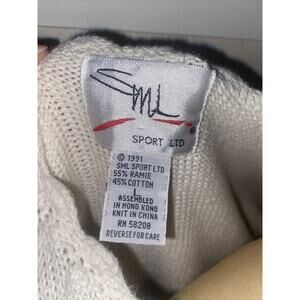 SML
®
SPORT LTD
© 1991
SML SPORT LTD
55% RAMIE
45% COTTON
L
ASSEMBLED
IN HONG KONG
KNIT IN CHINA
RN 58208
REVERSE FOR CARE